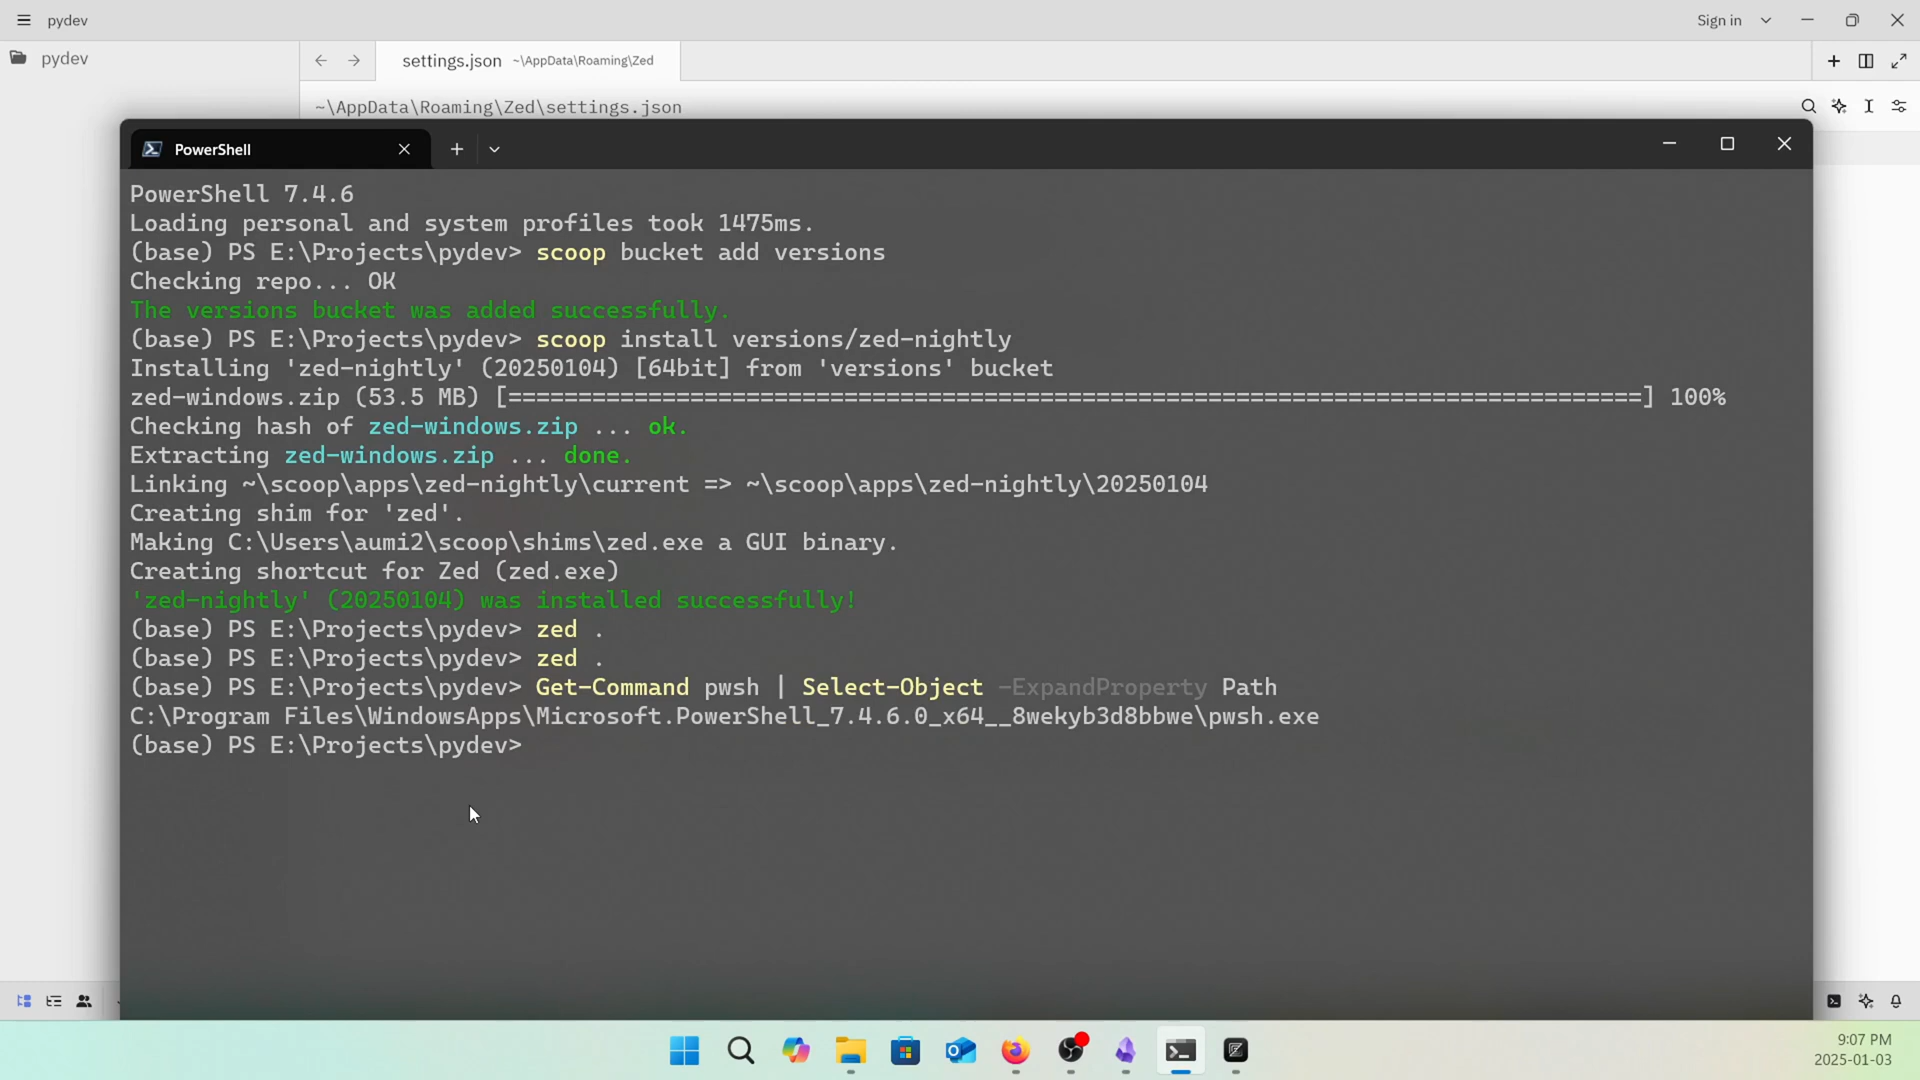 pydev
Sign in
pydev
settings.json ~\AppData\Roaming\Zed
~\AppData\Roaming\Zed\settings.json
PowerShell
PowerShell 7.4.6
Loading personal and system profiles took 1475ms.
(base) PS E:\Projects\pydev> scoop bucket add versions
Checking repo... OK
The versions bucket was added successfully.
(base) PS E:\Projects\pydev> scoop install versions/zed-nightly
Installing 'zed-nightly' (20250104) [64bit] from 'versions' bucket
zed-windows.zip (53.5 MB) [=================================================================================] 100%
Checking hash of zed-windows.zip ... ok.
Extracting zed-windows.zip ... done.
Linking ~\scoop\apps\zed-nightly\current => ~\scoop\apps\zed-nightly\20250104
Creating shim for 'zed'.
Making C:\Users\aumi2\scoop\shims\zed.exe a GUI binary.
Creating shortcut for Zed (zed.exe)
'zed-nightly' (20250104) was installed successfully!
(base) PS E:\Projects\pydev> zed .
(base) PS E:\Projects\pydev> zed .
(base) PS E:\Projects\pydev> Get-Command pwsh | Select-Object -ExpandProperty Path
C:\Program Files\WindowsApps\Microsoft.PowerShell_7.4.6.0_x64__8wekyb3d8bbwe\pwsh.exe
(base) PS E:\Projects\pydev>
9:07 PM
2025-01-03